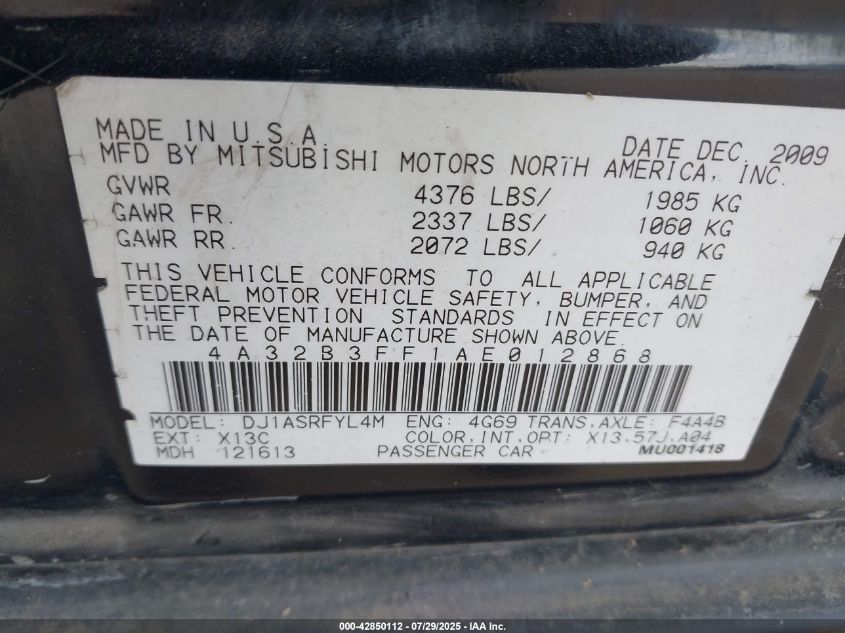 MADE IN U S A DATE DEC. 2009
MFD BY MITSUBISHI MOTORS NORTH AMERICA, INC.
GVWR 4376 LBS/ 1985 KG
GAWR FR. 2337 LBS/ 1060 KG
GAWR RR. 2072 LBS/ 940 KG
THIS VEHICLE CONFORMS TO ALL APPLICABLE
FEDERAL MOTOR VEHICLE SAFETY, BUMPER, AND
THEFT PREVENTION STANDARDS IN EFFECT ON
THE DATE OF MANUFACTURE SHOWN ABOVE.
4A32B3FF1AE012868
MODEL: DJ1ASRFYL4M ENG: 4G69 TRANS,AXLE: F4A4B
EXT: X13C COLOR,INT,OPT: X13,57J,A04
MDH 121613 PASSENGER CAR MU001418
000-42850112 - 07/29/2025 - IAA Inc.